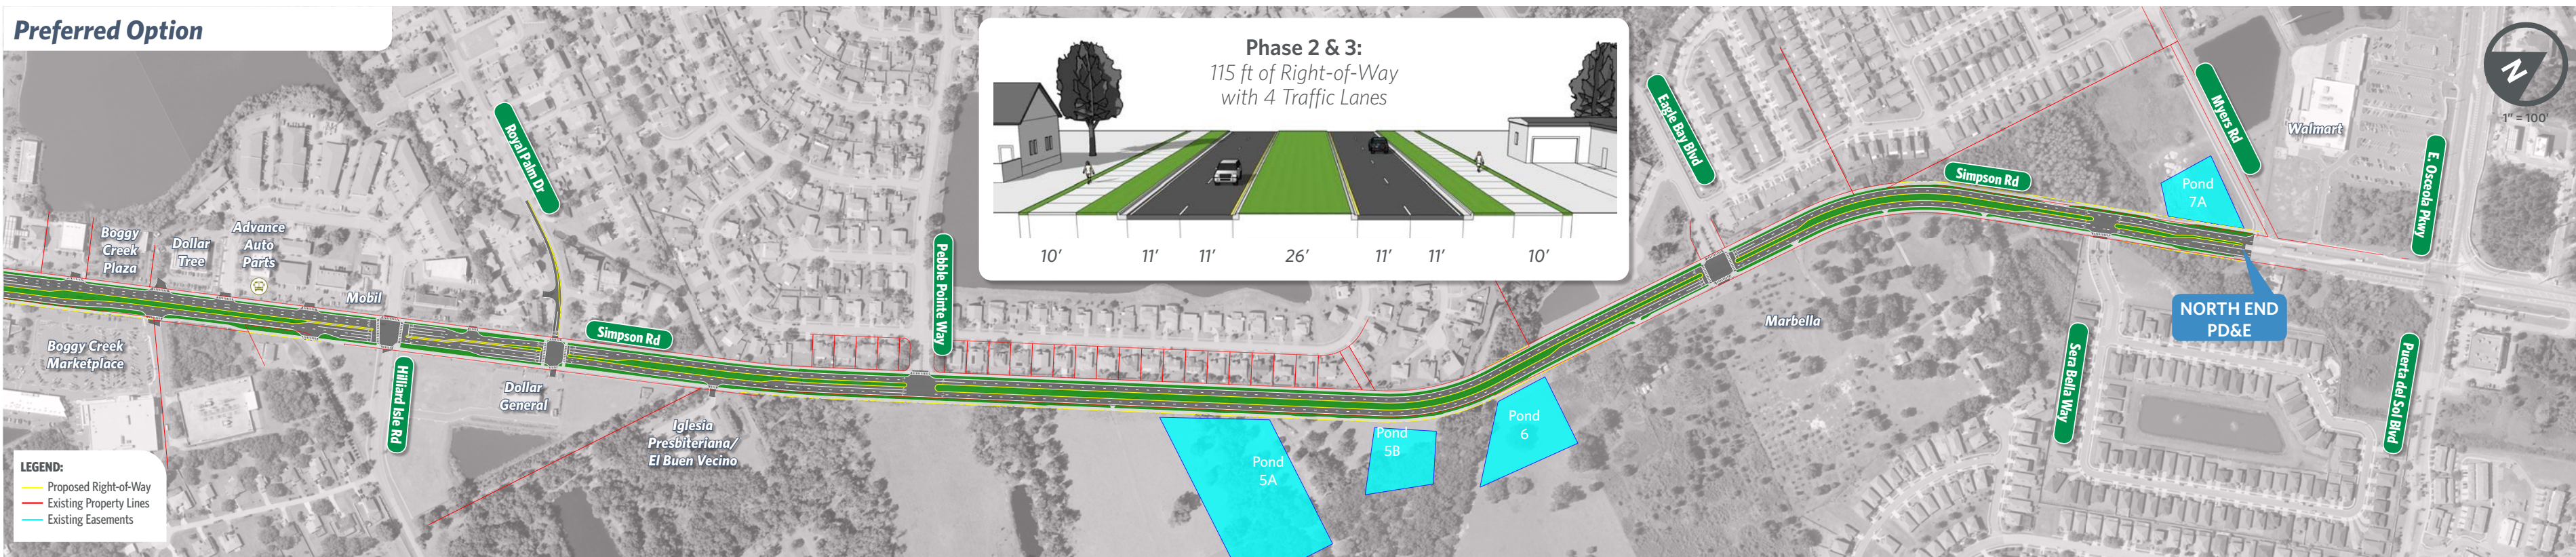 Preferred Option
Phase 2 & 3:
115 ft of Right-of-Way
with 4 Traffic Lanes
10' 11' 11' 26' 11' 11' 10'
N
1" = 100'
Royal Palm Dr
Eagle Bay Blvd
Myers Rd
Walmart
E. Osceola Pkwy
Simpson Rd
Pond
7A
Boggy
Creek
Plaza
Dollar
Tree
Advance
Auto
Parts
Mobil
Pebble Pointe Way
Simpson Rd
Boggy Creek
Marketplace
Hilliard Isle Rd
Dollar
General
Iglesia
Presbiteriana/
El Buen Vecino
Pond
5A
Pond
5B
Pond
6
Marbella
Sera Bella Way
NORTH END
PD&E
Puerta del Sol Blvd
LEGEND:
Proposed Right-of-Way
Existing Property Lines
Existing Easements